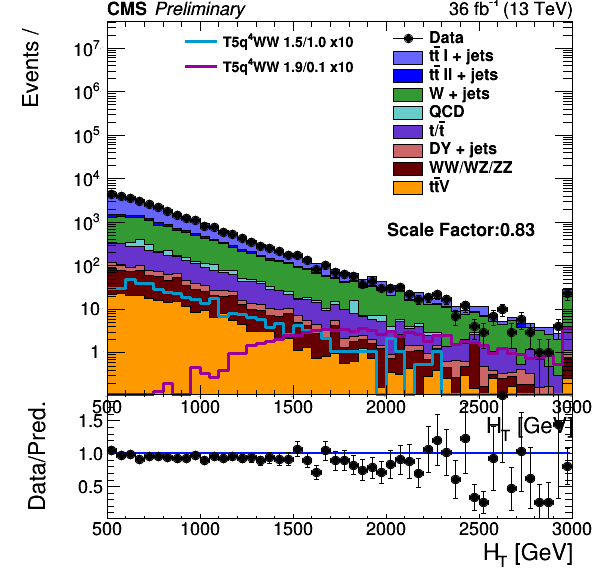 CMS Preliminary 36 fb⁻¹ (13 TeV)
Events /
10⁷
10⁶
10⁵
10⁴
10³
10²
10
1
T5q⁴WW 1.5/1.0 x10
T5q⁴WW 1.9/0.1 x10
Data
tt̄ l + jets
tt̄ ll + jets
W + jets
QCD
t/t̄
DY + jets
WW/WZ/ZZ
tt̄V
Scale Factor:0.83
500 1000 1500 2000 2500 3000
H_T [GeV]
Data/Pred.
1.5
1.0
0.5
500 1000 1500 2000 2500 3000
H_T [GeV]